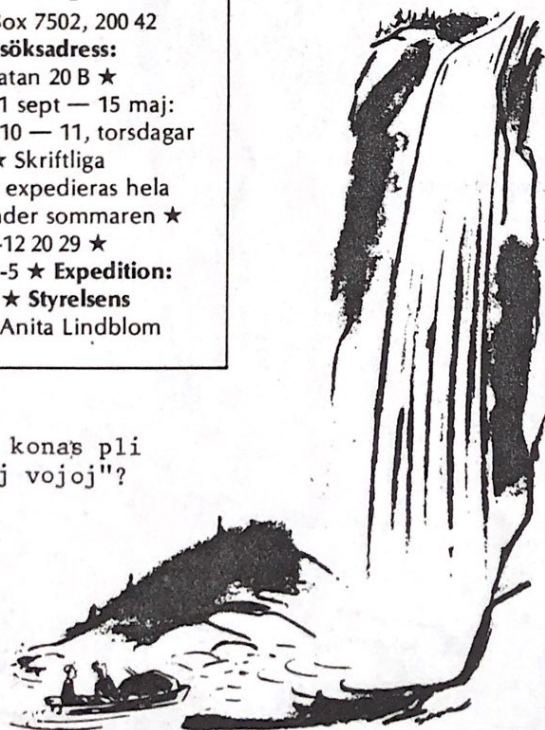 Box 7502, 200 42
söksadress:
atan 20 B ★
1 sept — 15 maj:
10 — 11, torsdagar
★ Skriftliga
expedieras hela
nder sommaren ★
-12 20 29 ★
-5 ★ Expedition:
★ Styrelsens
Anita Lindblom
konas pli
j vojoj"?